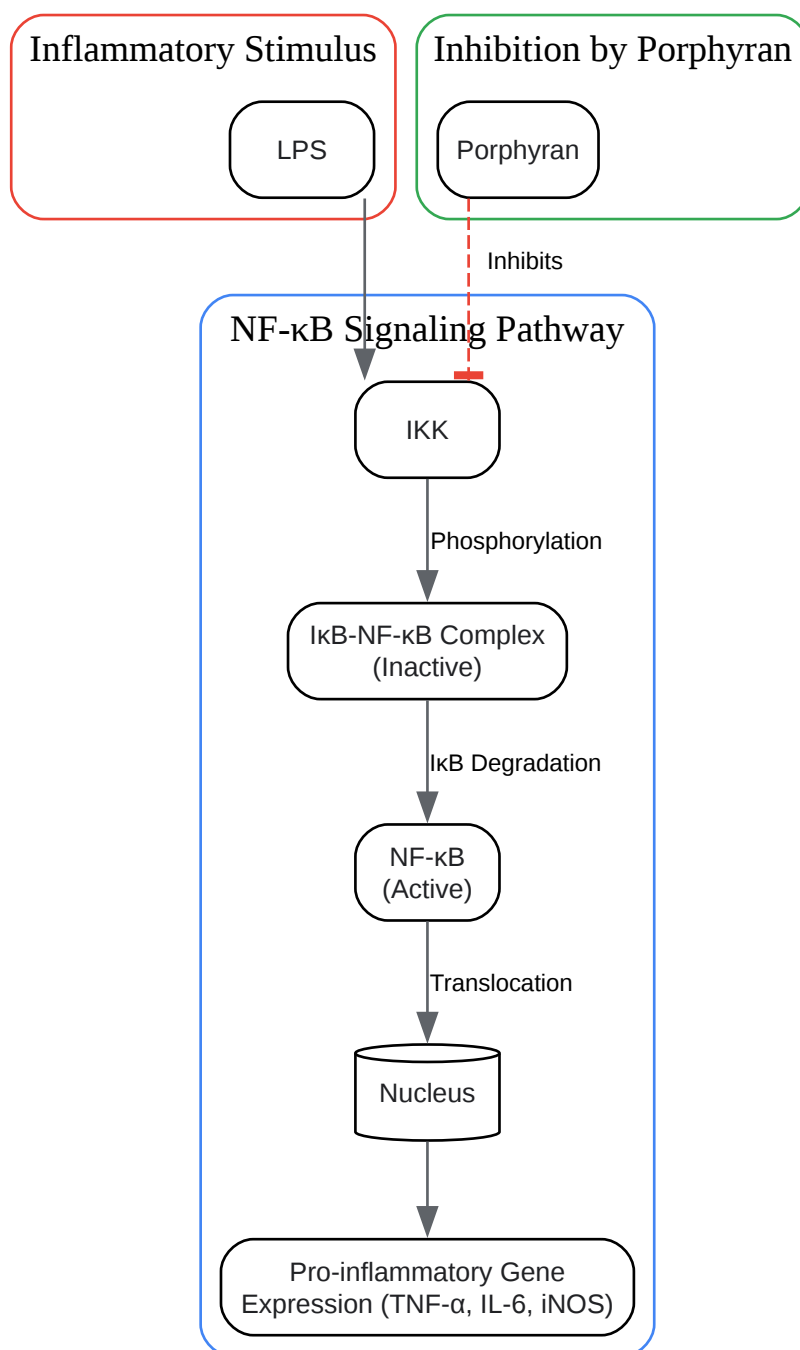 Inflammatory Stimulus
Inhibition by Porphyran
LPS
Porphyran
Inhibits
NF-κB Signaling Pathway
IKK
Phosphorylation
IκB-NF-κB Complex
(Inactive)
IκB Degradation
NF-κB
(Active)
Translocation
Nucleus
Pro-inflammatory Gene
Expression (TNF-α, IL-6, iNOS)